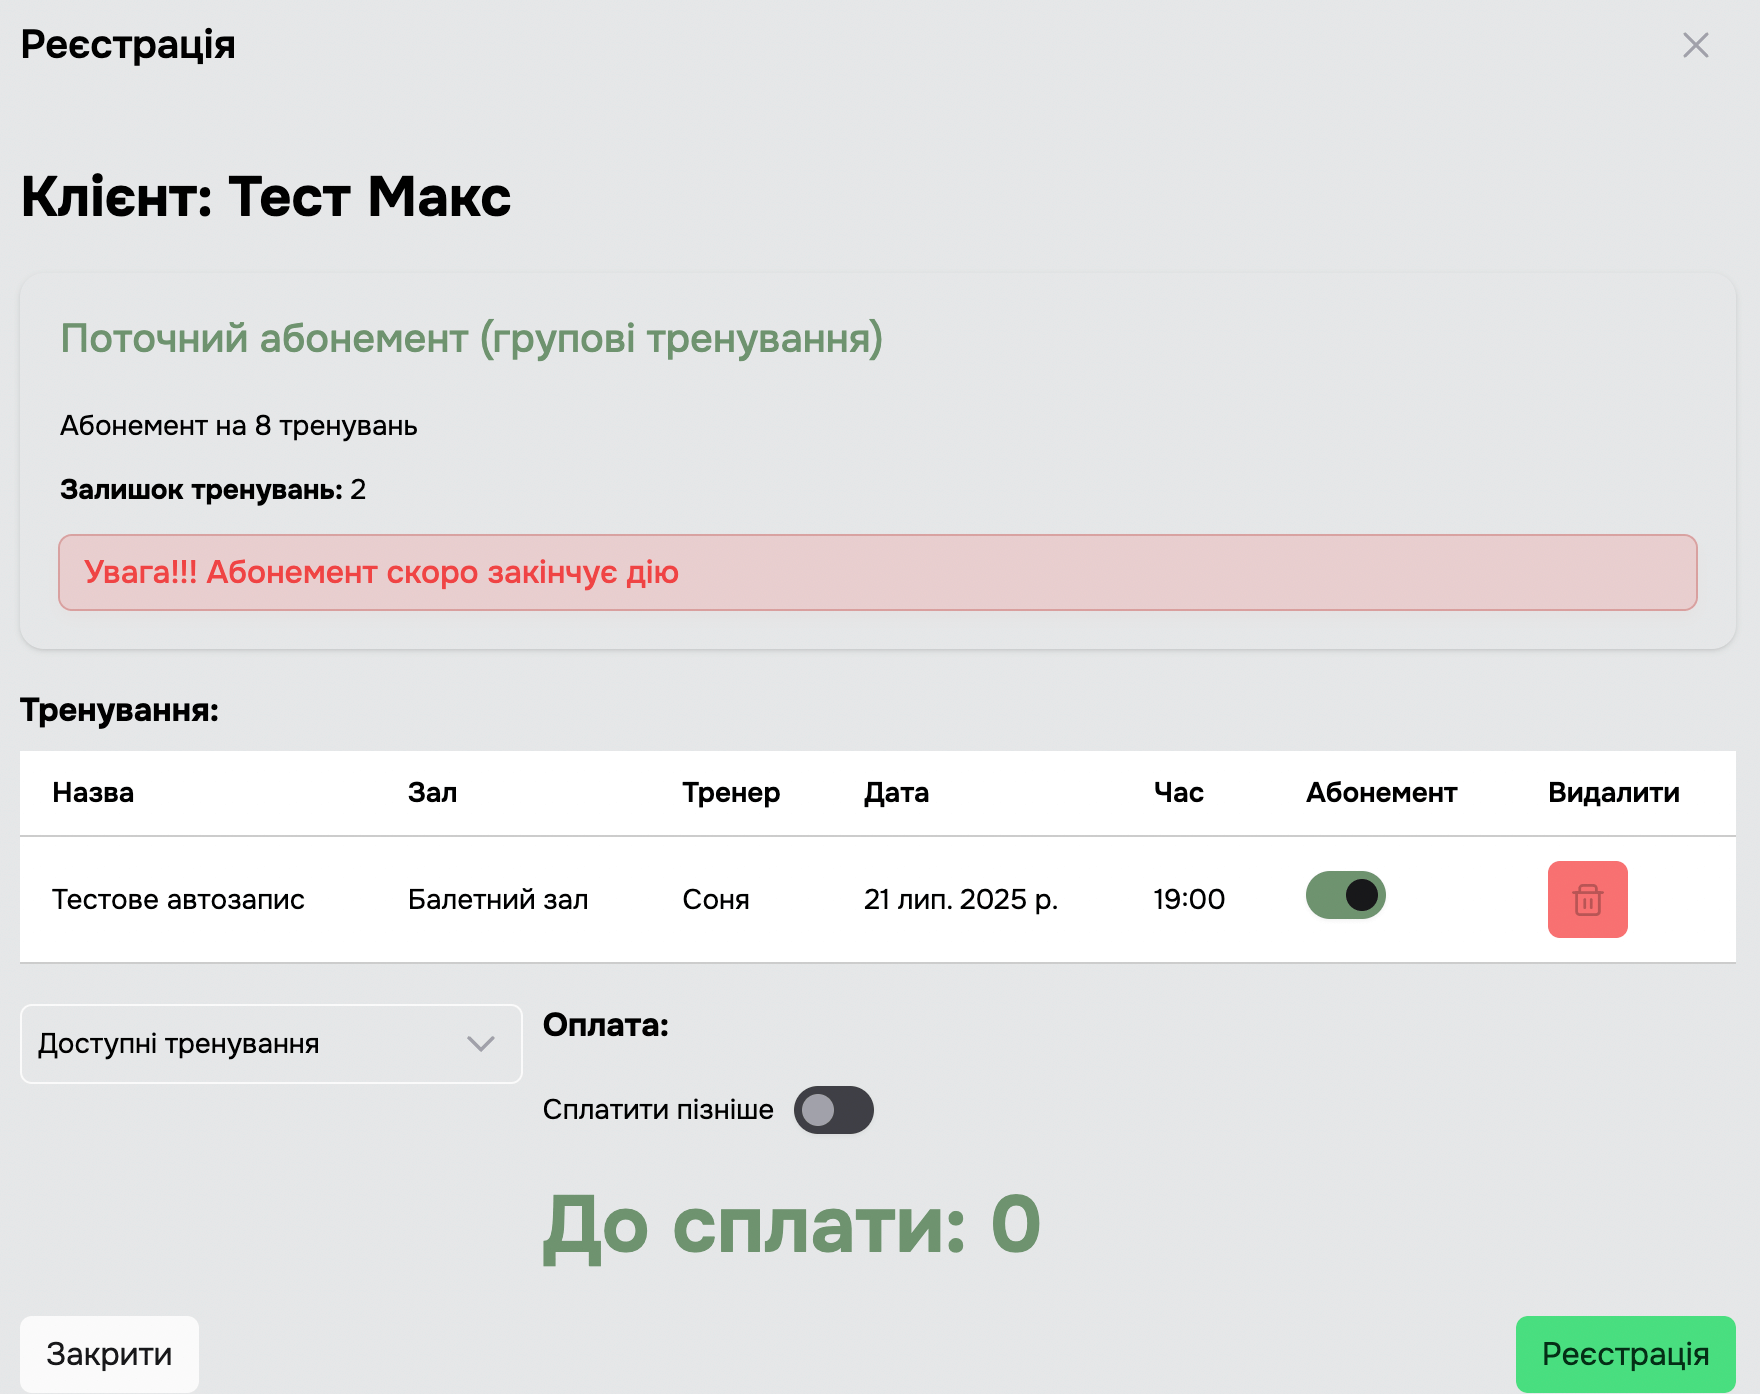 Реєстрація
Клієнт: Тест Макс
Поточний абонемент (групові тренування)
Абонемент на 8 тренувань
Залишок тренувань: 2
Увага!!! Абонемент скоро закінчує дію
Тренування:
Назва Зал Тренер Дата Час Абонемент Видалити
Тестове автозапис Балетний зал Соня 21 лип. 2025 р. 19:00
Доступні тренування
Оплата:
Сплатити пізніше
До сплати: 0
Закрити
Реєстрація